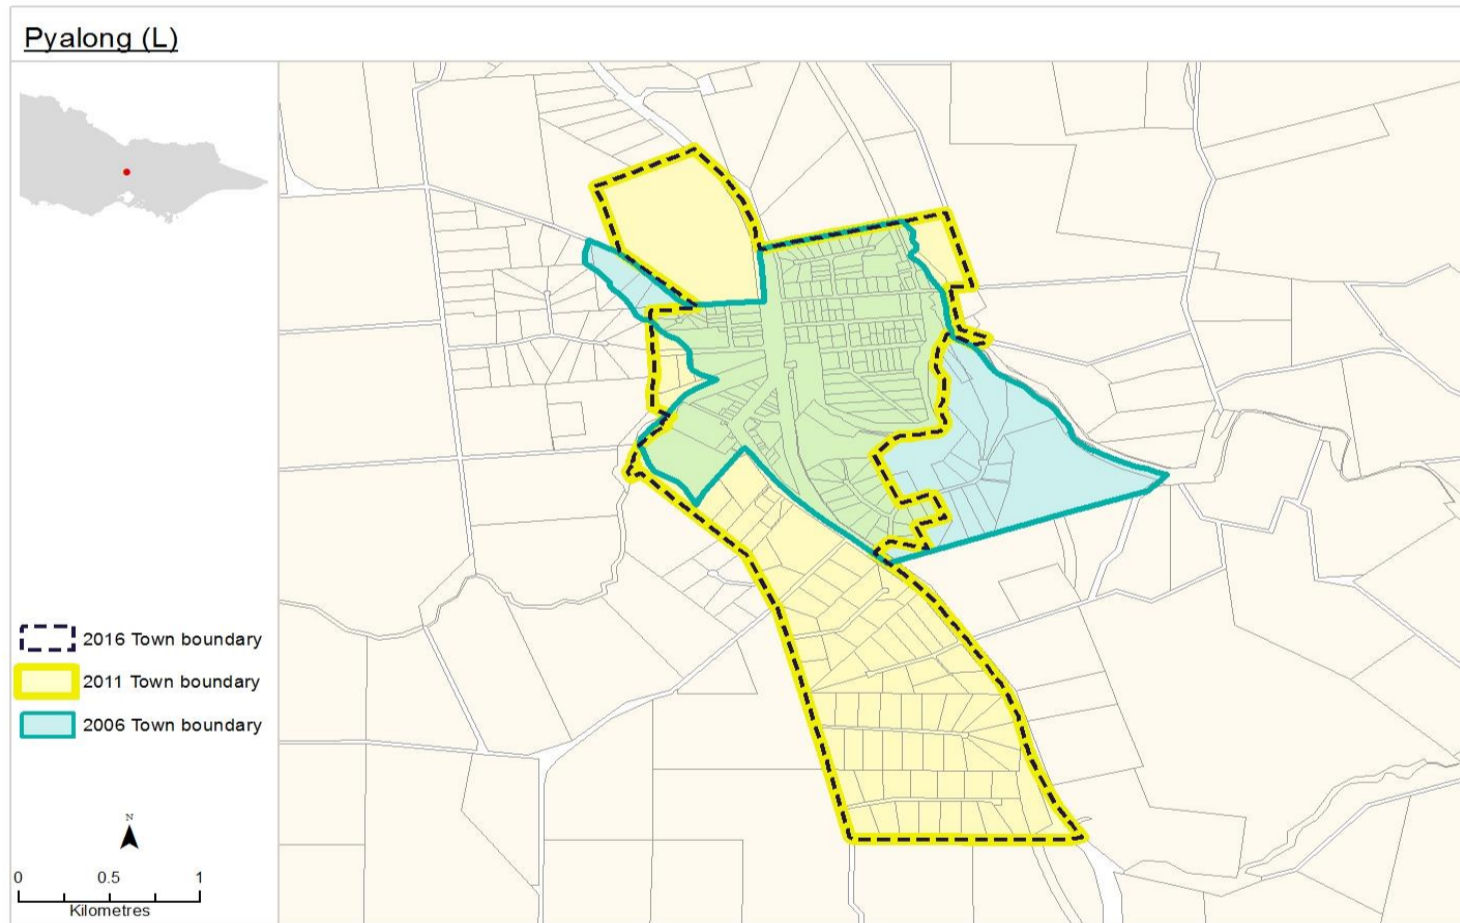 Pyalong (L)
2016 Town boundary
2011 Town boundary
2006 Town boundary
N
0 0.5 1
Kilometres